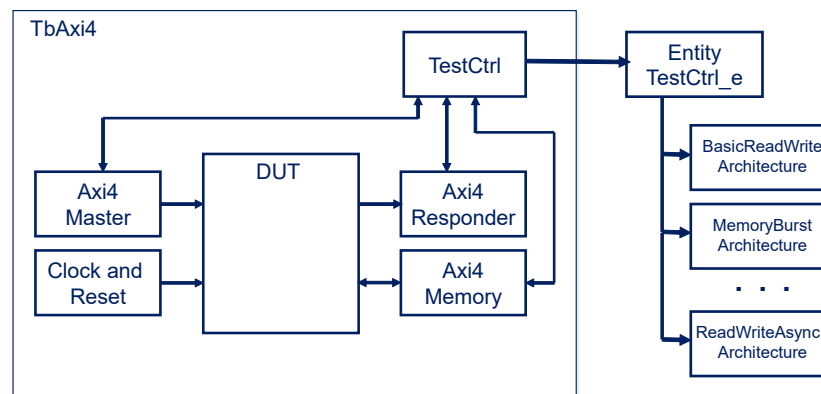 TbAxi4
TestCtrl
Entity
TestCtrl_e
BasicReadWrite
Architecture
DUT
Axi4
Master
Axi4
Responder
MemoryBurst
Architecture
Clock and
Reset
Axi4
Memory
. . .
ReadWriteAsync
Architecture